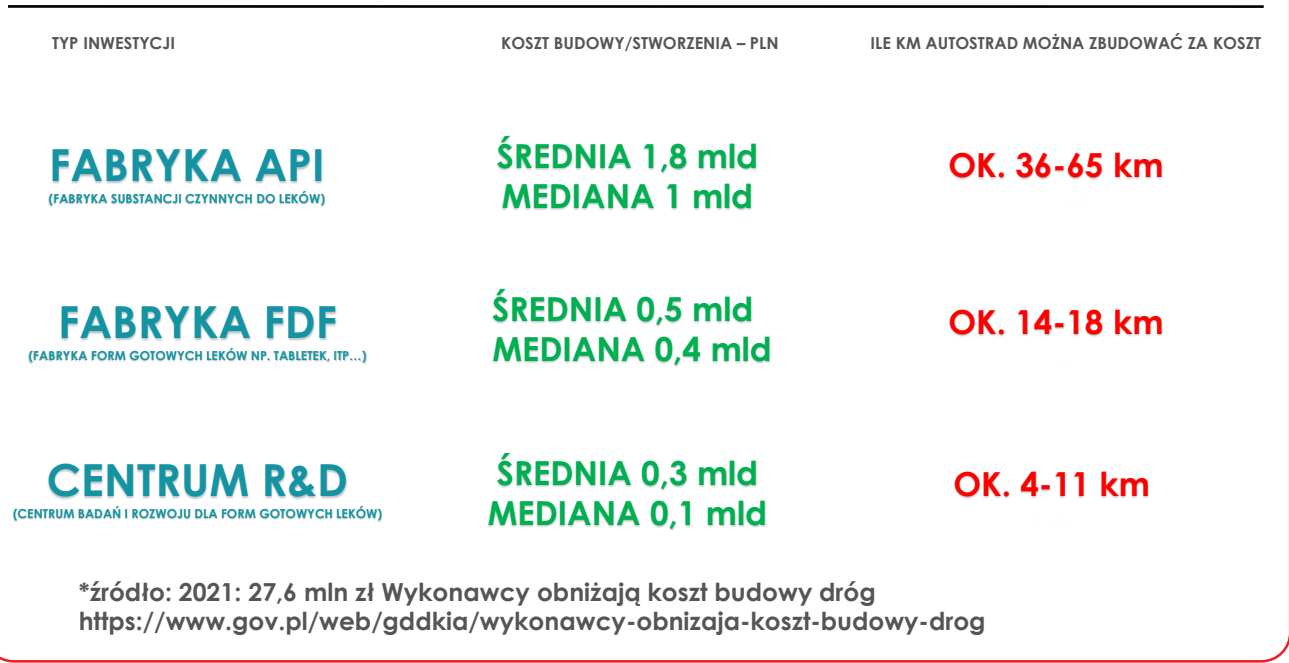 TYP INWESTYCJI
KOSZT BUDOWY/STWORZENIA – PLN
ILE KM AUTOSTRAD MOŻNA ZBUDOWAĆ ZA KOSZT
FABRYKA API
(FABRYKA SUBSTANCJI CZYNNYCH DO LEKÓW)
ŚREDNIA 1,8 mld
MEDIANA 1 mld
OK. 36-65 km
FABRYKA FDF
(FABRYKA FORM GOTOWYCH LEKÓW NP. TABLETEK, ITP...)
ŚREDNIA 0,5 mld
MEDIANA 0,4 mld
OK. 14-18 km
CENTRUM R&D
(CENTRUM BADAŃ I ROZWOJU DLA FORM GOTOWYCH LEKÓW)
ŚREDNIA 0,3 mld
MEDIANA 0,1 mld
OK. 4-11 km
*źródło: 2021: 27,6 mln zł Wykonawcy obniżają koszt budowy dróg
https://www.gov.pl/web/gddkia/wykonawcy-obnizaja-koszt-budowy-drog